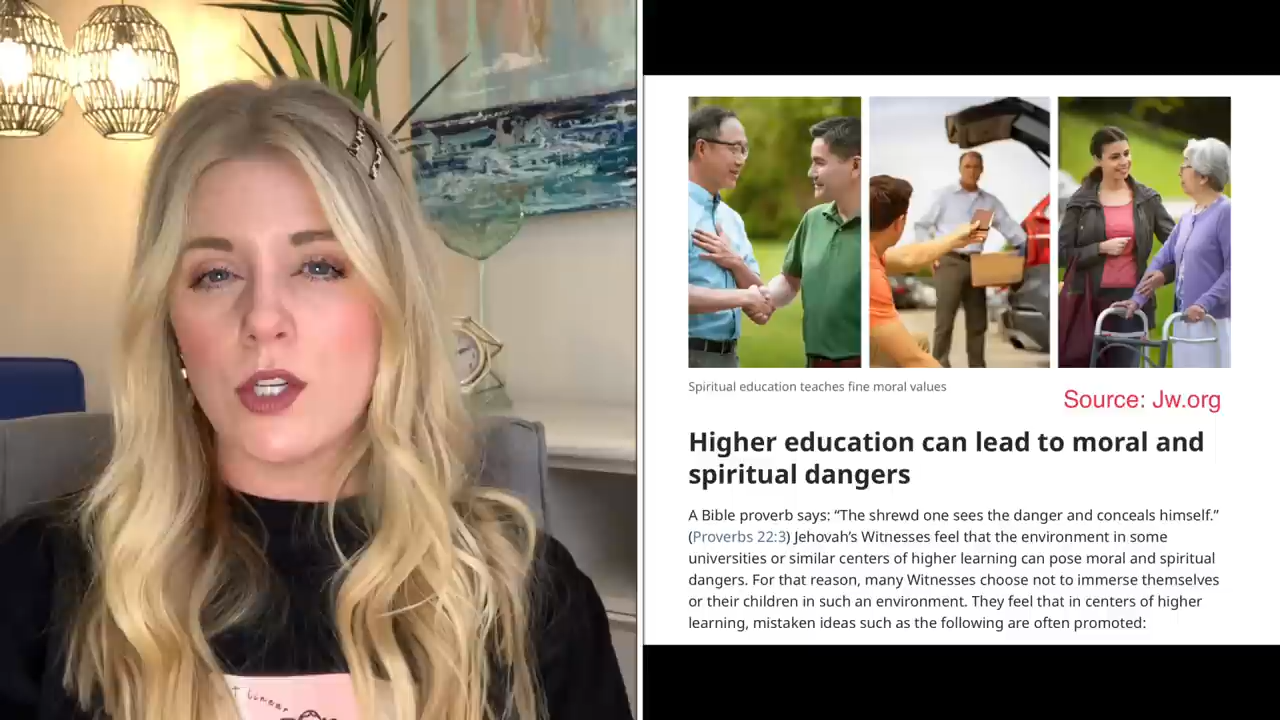 Spiritual education teaches fine moral values
Source: Jw.org
Higher education can lead to moral and
spiritual dangers
A Bible proverb says: “The shrewd one sees the danger and conceals himself.”
(Proverbs 22:3) Jehovah’s Witnesses feel that the environment in some
universities or similar centers of higher learning can pose moral and spiritual
dangers. For that reason, many Witnesses choose not to immerse themselves
or their children in such an environment. They feel that in centers of higher
learning, mistaken ideas such as the following are often promoted: